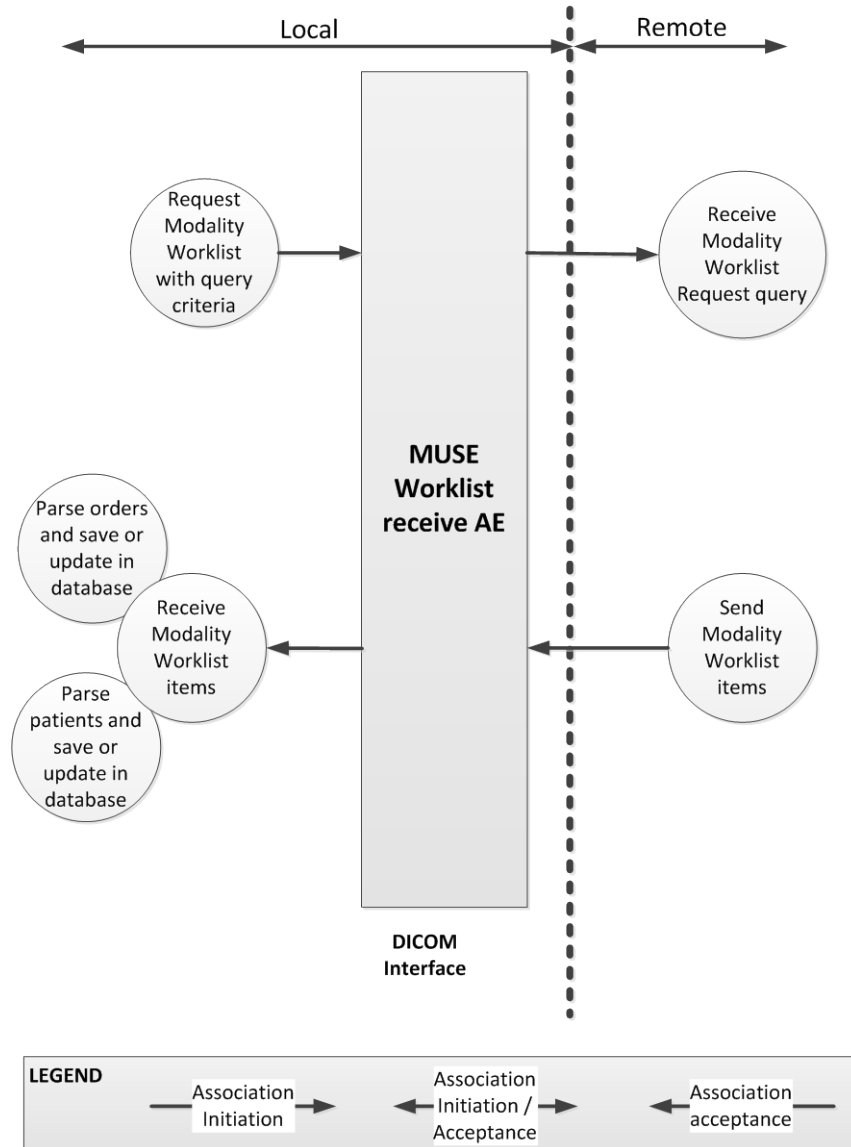 Local
Remote
Request
Modality
Worklist
with query
criteria
Receive
Modality
Worklist
Request query
MUSE
Worklist
receive AE
Parse orders
and save or
update in
database
Receive
Modality
Worklist
items
Send
Modality
Worklist
items
Parse
patients and
save or
update in
database
DICOM
Interface
LEGEND
Association
Initiation
Association
Initiation /
Acceptance
Association
acceptance